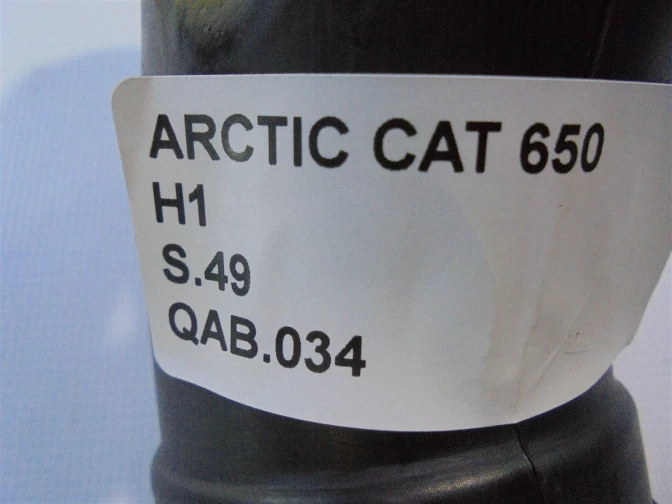 ARCTIC CAT 650
H1
S.49
QAB.034